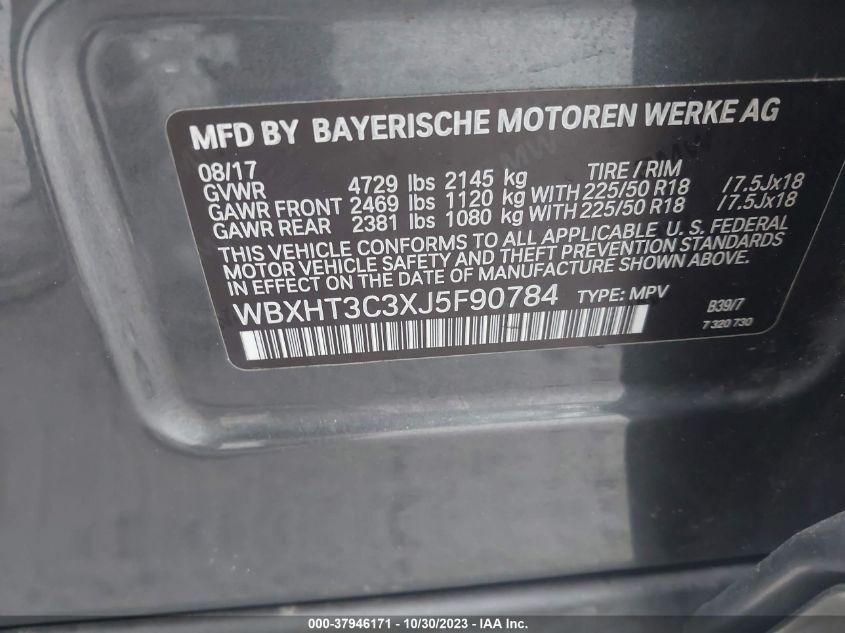 MFD BY BAYERISCHE MOTOREN WERKE AG
08/17 TIRE / RIM
GVWR 4729 lbs 2145 kg
GAWR FRONT 2469 lbs 1120 kg WITH 225/50 R18 /7.5Jx18
GAWR REAR 2381 lbs 1080 kg WITH 225/50 R18 /7.5Jx18
THIS VEHICLE CONFORMS TO ALL APPLICABLE U.S. FEDERAL
MOTOR VEHICLE SAFETY AND THEFT PREVENTION STANDARDS
IN EFFECT ON THE DATE OF MANUFACTURE SHOWN ABOVE.
WBXHT3C3XJ5F90784 TYPE: MPV B39/7
7 320 730
000-37946171 - 10/30/2023 - IAA Inc.